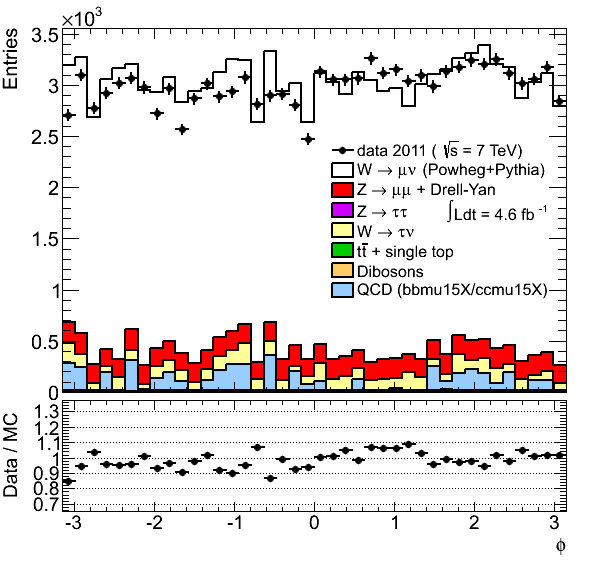 ×10³
Entries
3.5
3
2.5
2
1.5
1
0.5
0
data 2011 ( √s = 7 TeV)
W → μν (Powheg+Pythia)
Z → μμ + Drell-Yan
Z → ττ
∫Ldt = 4.6 fb⁻¹
W → τν
tt̅ + single top
Dibosons
QCD (bbmu15X/ccmu15X)
Data / MC
1.3
1.2
1.1
1
0.9
0.8
0.7
-3 -2 -1 0 1 2 3
ϕ